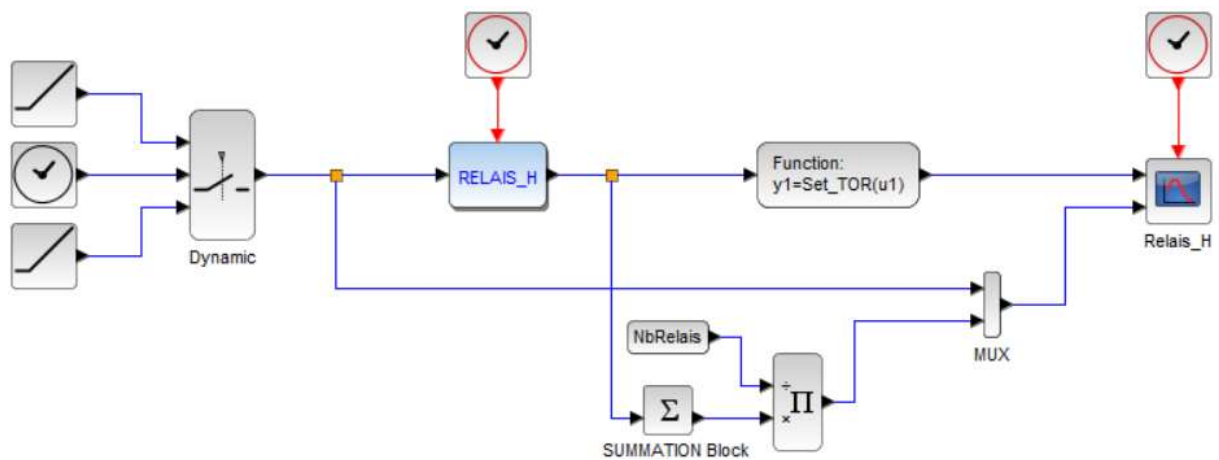 Dynamic
RELAIS_H
Function:
y1=Set_TOR(u1)
Relais_H
NbRelais
÷
×
Π
Σ
SUMMATION Block
MUX